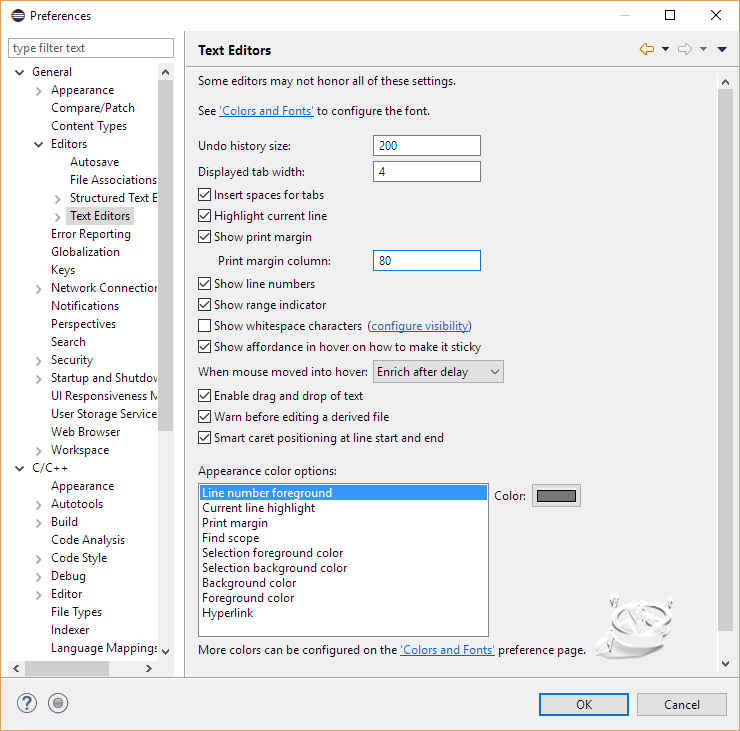 Preferences
type filter text
General
Appearance
Compare/Patch
Content Types
Editors
Autosave
File Associations
Structured Text E
Text Editors
Error Reporting
Globalization
Keys
Network Connection
Notifications
Perspectives
Search
Security
Startup and Shutdov
UI Responsiveness M
User Storage Service
Web Browser
Workspace
C/C++
Appearance
Autotools
Build
Code Analysis
Code Style
Debug
Editor
File Types
Indexer
Language Mappings
Text Editors
Some editors may not honor all of these settings.
See 'Colors and Fonts' to configure the font.
Undo history size: 200
Displayed tab width: 4
Insert spaces for tabs
Highlight current line
Show print margin
Print margin column: 80
Show line numbers
Show range indicator
Show whitespace characters (configure visibility)
Show affordance in hover on how to make it sticky
When mouse moved into hover: Enrich after delay
Enable drag and drop of text
Warn before editing a derived file
Smart caret positioning at line start and end
Appearance color options:
Line number foreground
Current line highlight
Print margin
Find scope
Selection foreground color
Selection background color
Background color
Foreground color
Hyperlink
Color:
More colors can be configured on the 'Colors and Fonts' preference page.
?
OK
Cancel